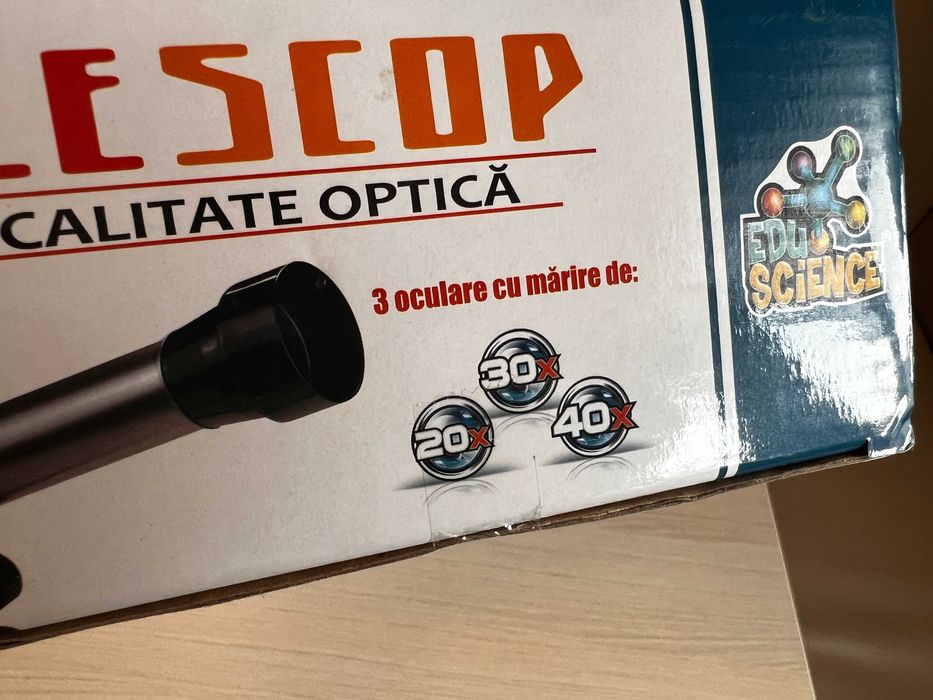 LESCOP
CALITATE OPTICĂ
3 oculare cu mărire de:
30x
20x
40x
EDU
SCIENCE